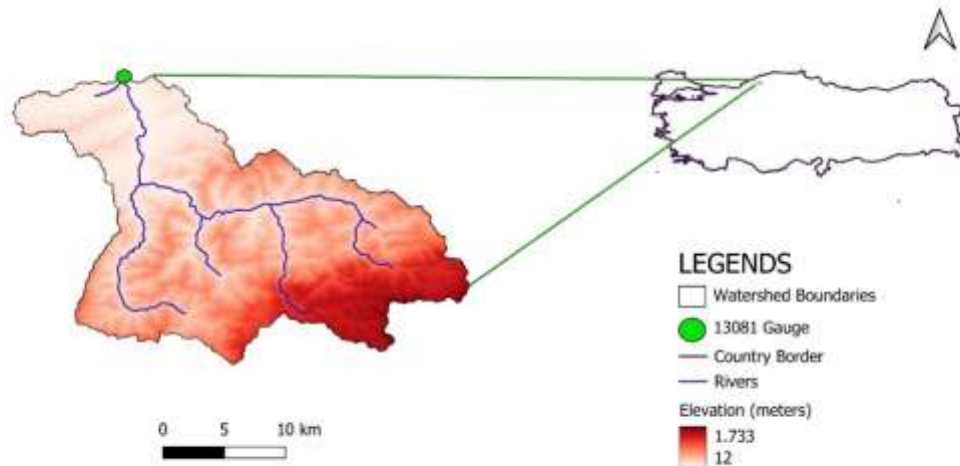 LEGENDS
Watershed Boundaries
13081 Gauge
Country Border
Rivers
Elevation (meters)
1.733
12
0 5 10 km